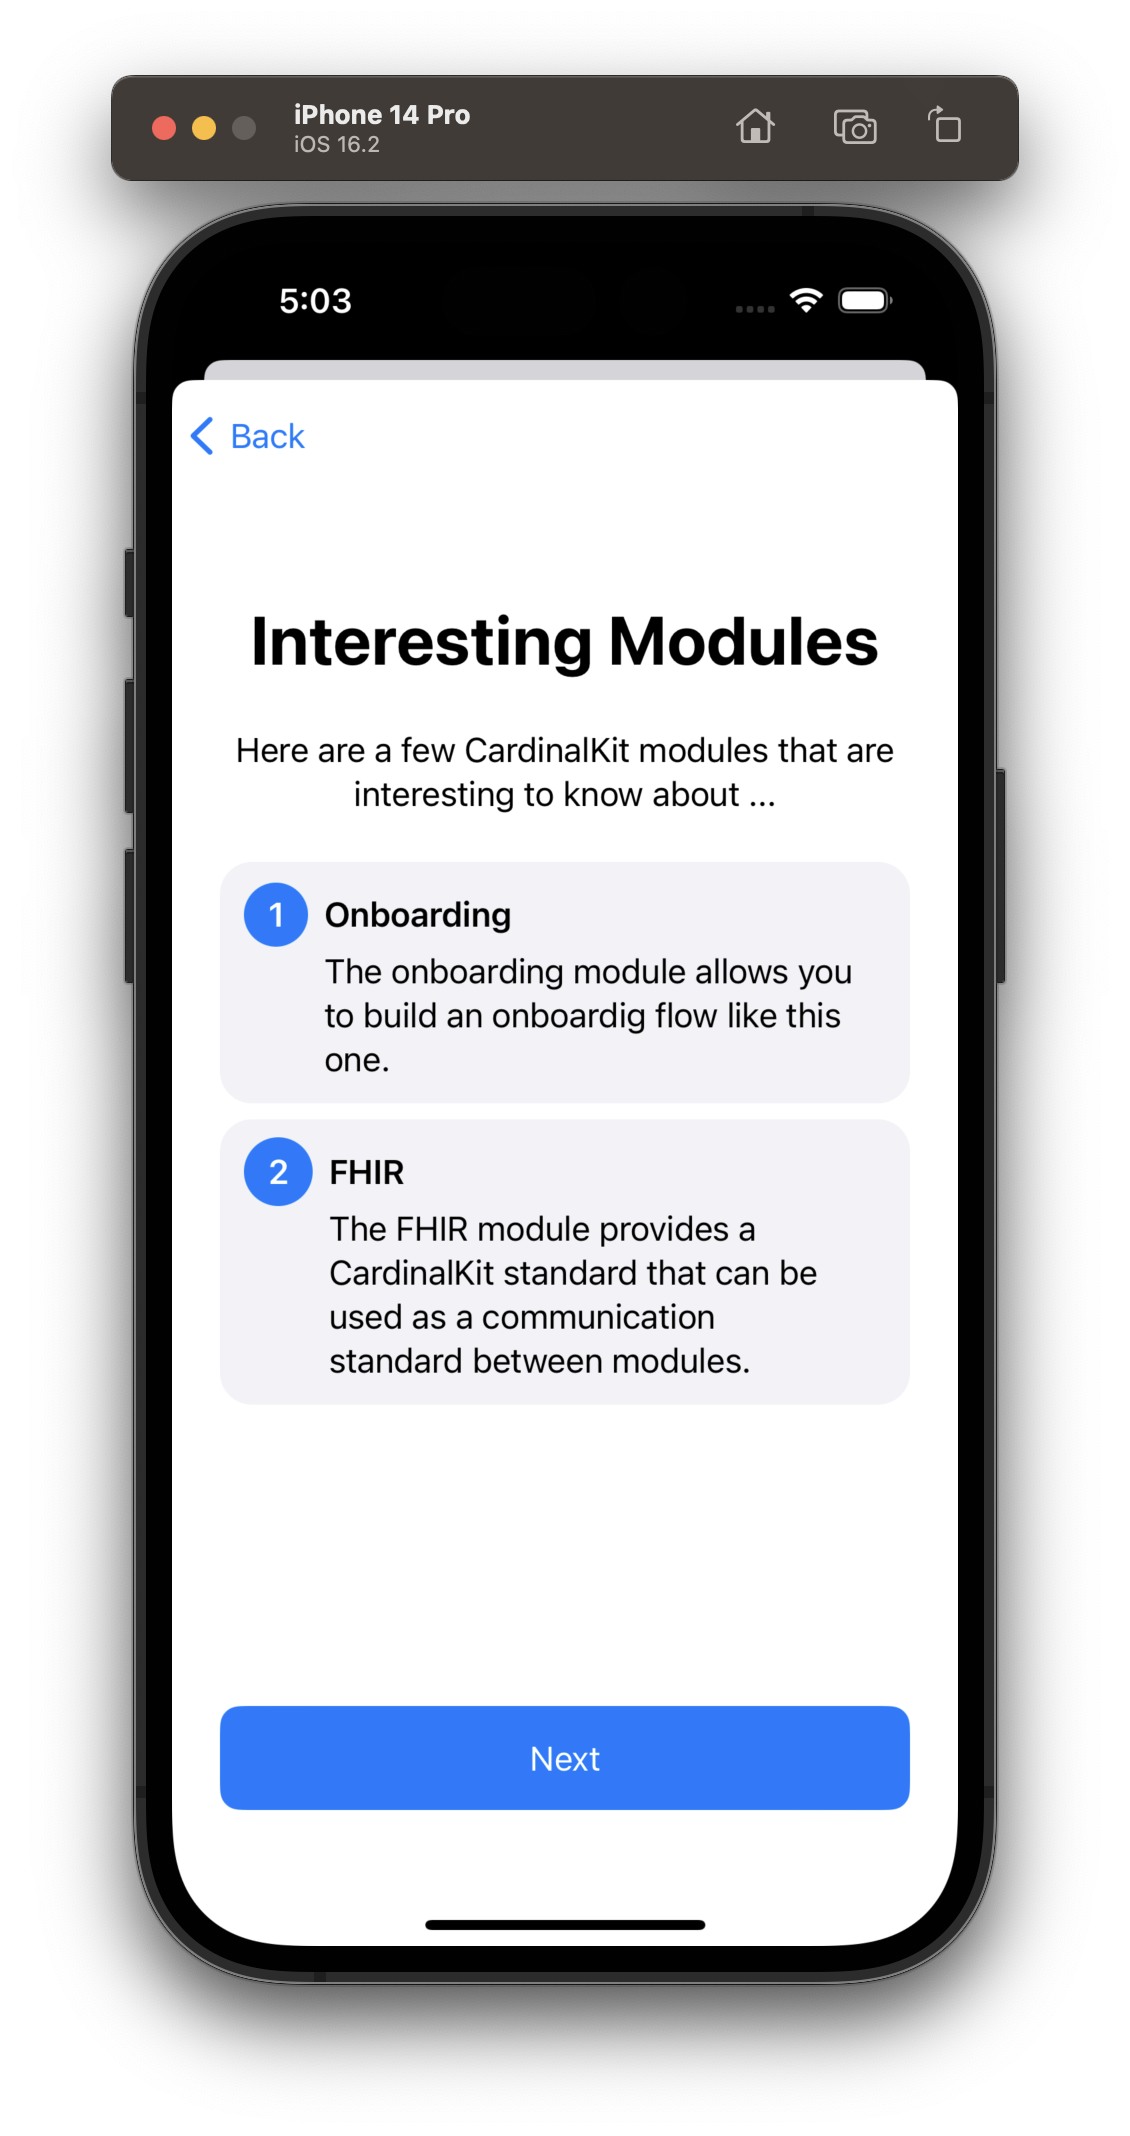 iPhone 14 Pro
iOS 16.2
5:03
Back
Interesting Modules
Here are a few CardinalKit modules that are
interesting to know about ...
1 Onboarding
The onboarding module allows you
to build an onboardig flow like this
one.
2 FHIR
The FHIR module provides a
CardinalKit standard that can be
used as a communication
standard between modules.
Next